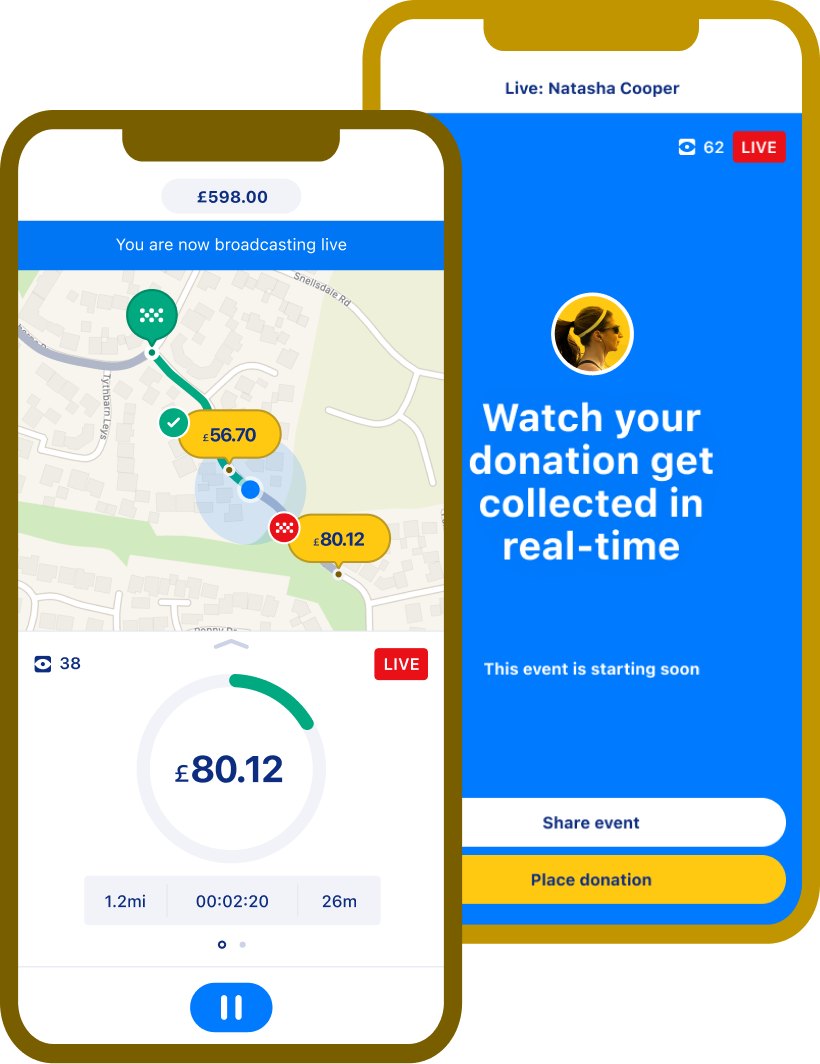 Live: Natasha Cooper
62
LIVE
Watch your
donation get
collected in
real-time
This event is starting soon
Share event
Place donation
£598.00
You are now broadcasting live
Snellsdale Rd
Tythbarn Leys
£56.70
£80.12
38
LIVE
£80.12
1.2mi
00:02:20
26m